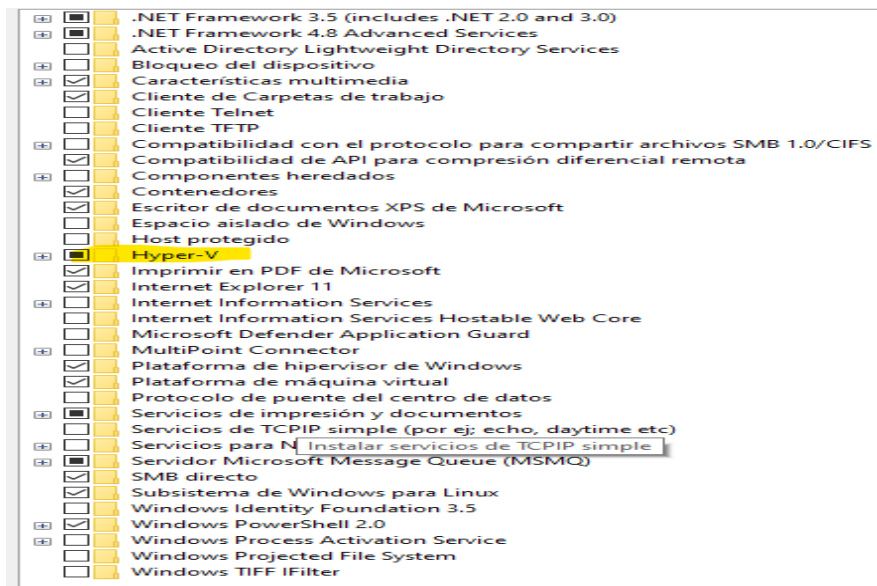 .NET Framework 3.5 (includes .NET 2.0 and 3.0)
.NET Framework 4.8 Advanced Services
Active Directory Lightweight Directory Services
Bloqueo del dispositivo
Características multimedia
Cliente de Carpetas de trabajo
Cliente Telnet
Cliente TFTP
Compatibilidad con el protocolo para compartir archivos SMB 1.0/CIFS
Compatibilidad de API para compresión diferencial remota
Componentes heredados
Contenedores
Escritor de documentos XPS de Microsoft
Espacio aislado de Windows
Host protegido
Hyper-V
Imprimir en PDF de Microsoft
Internet Explorer 11
Internet Information Services
Internet Information Services Hostable Web Core
Microsoft Defender Application Guard
MultiPoint Connector
Plataforma de hipervisor de Windows
Plataforma de máquina virtual
Protocolo de puente del centro de datos
Servicios de impresión y documentos
Servicios de TCPIP simple (por ej; echo, daytime etc)
Servicios para N Instalar servicios de TCPIP simple
Servidor Microsoft Message Queue (MSMQ)
SMB directo
Subsistema de Windows para Linux
Windows Identity Foundation 3.5
Windows PowerShell 2.0
Windows Process Activation Service
Windows Projected File System
Windows TIFF IFilter